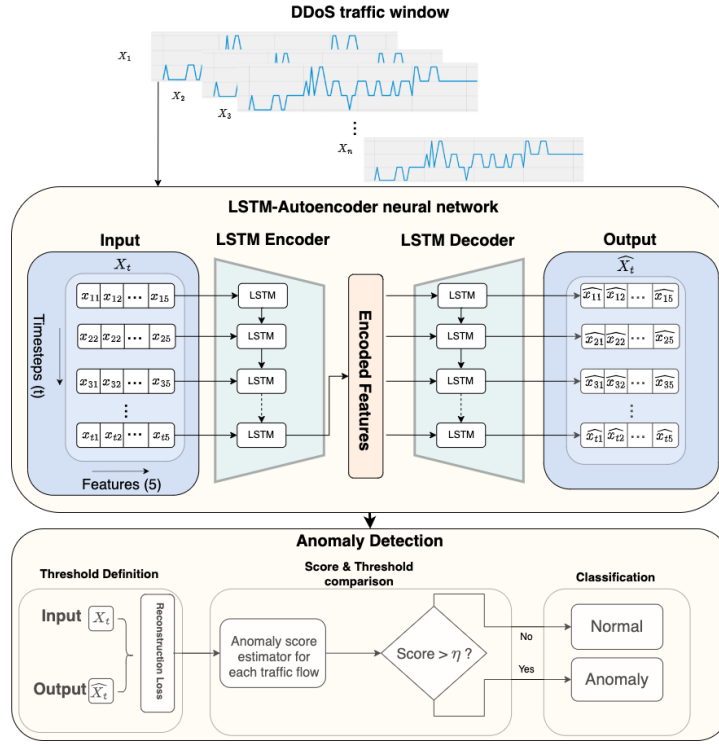 DDoS traffic window
X₁
X₂
X₃
⋮
Xₙ
LSTM-Autoencoder neural network
Input
LSTM Encoder
LSTM Decoder
Output
Xₜ
X̂ₜ
Timesteps (t)
x₁₁ x₁₂ ⋯ x₁₅
LSTM
LSTM
x̂₁₁ x̂₁₂ ⋯ x̂₁₅
x₂₂ x₂₂ ⋯ x₂₅
LSTM
LSTM
x̂₂₁ x̂₂₂ ⋯ x̂₂₅
x₃₁ x₃₂ ⋯ x₃₅
LSTM
LSTM
x̂₃₁ x̂₃₂ ⋯ x̂₃₅
⋮
⋮
xₜ₁ xₜ₂ ⋯ xₜ₅
LSTM
LSTM
x̂ₜ₁ x̂ₜ₂ ⋯ x̂ₜ₅
Encoded Features
Features (5)
Anomaly Detection
Threshold Definition
Score & Threshold
comparison
Classification
Input Xₜ
Output X̂ₜ
Reconstruction Loss
Anomaly score
estimator for
each traffic flow
Score > η ?
No
Yes
Normal
Anomaly